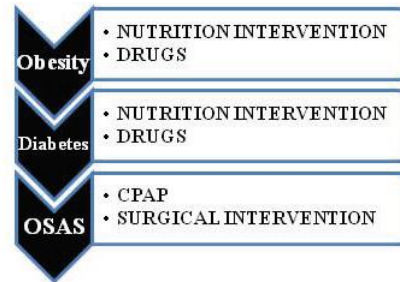 Obesity
• NUTRITION INTERVENTION
• DRUGS
Diabetes
• NUTRITION INTERVENTION
• DRUGS
OSAS
• CPAP
• SURGICAL INTERVENTION